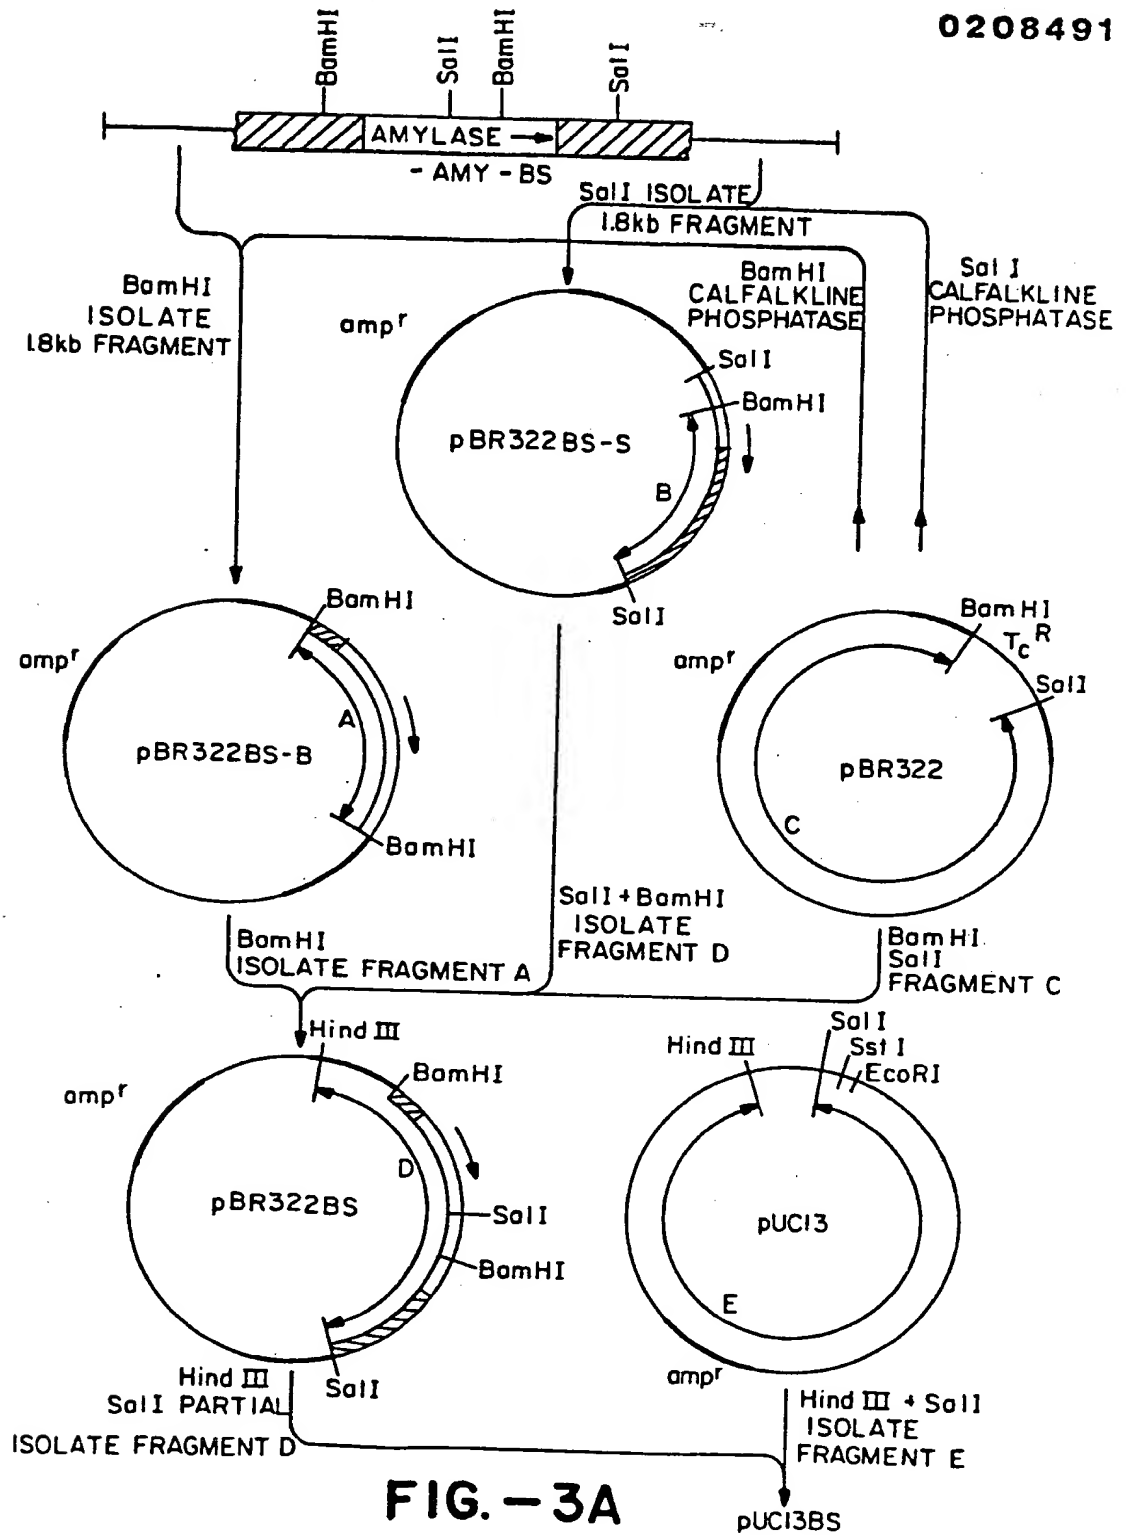 0208491
BamHI
SalI
BamHI
SalI
AMYLASE
- AMY - BS
SalI ISOLATE
1.8kb FRAGMENT
BamHI
ISOLATE
1.8kb FRAGMENT
BamHI
CALFALKLINE
PHOSPHATASE
Sal I
CALFALKLINE
PHOSPHATASE
ampr
SalI
BamHI
pBR322BS-S
B
SalI
BamHI
ampr
A
pBR322BS-B
BamHI
BamHI
TcR
ampr
SalI
pBR322
C
BamHI
ISOLATE FRAGMENT A
SalI + BamHI
ISOLATE
FRAGMENT D
BamHI.
SalI
FRAGMENT C
Hind III
BamHI
ampr
D
pBR322BS
SalI
BamHI
SalI
Hind III
SalI
SstI
EcoRI
pUC13
E
ampr
Hind III
SalI PARTIAL
ISOLATE FRAGMENT D
Hind III + SalI
ISOLATE
FRAGMENT E
FIG. - 3A
pUC13BS